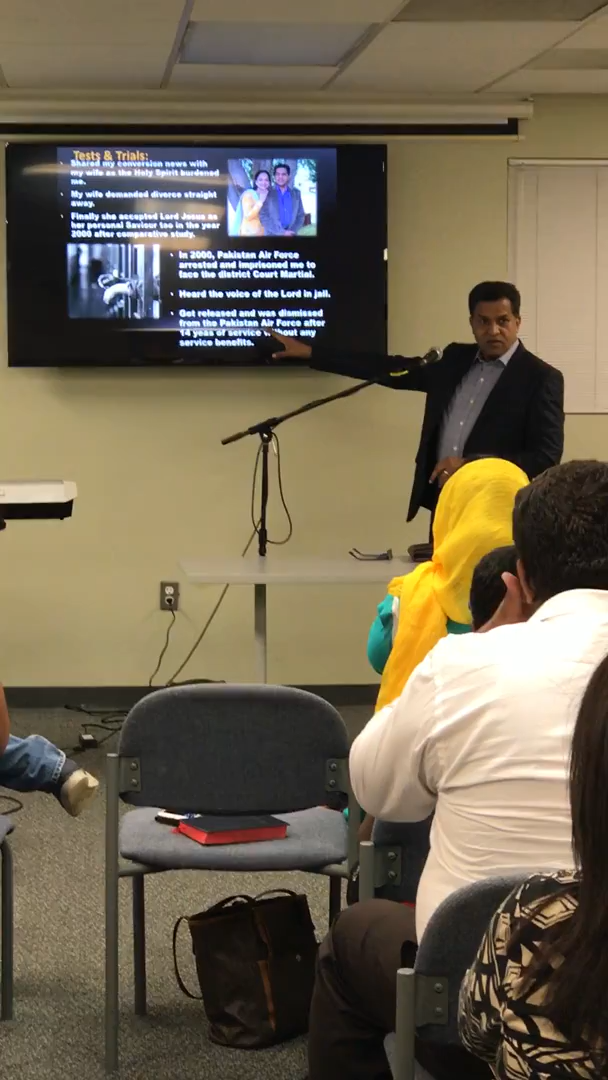 Tests & Trials:
Shared my conversion news with
my wife as the Holy Spirit burdened
me.
My wife demanded divorce straight
away.
Finally she accepted Lord Jesus as
her personal Saviour too in the year
2000 after comparative study.
In 2000, Pakistan Air Force
arrested and imprisoned me to
face the district Court Martial.
Heard the voice of the Lord in jail.
Got released and was dismissed
from the Pakistan Air Force after
14 yeas of service without any
service benefits.